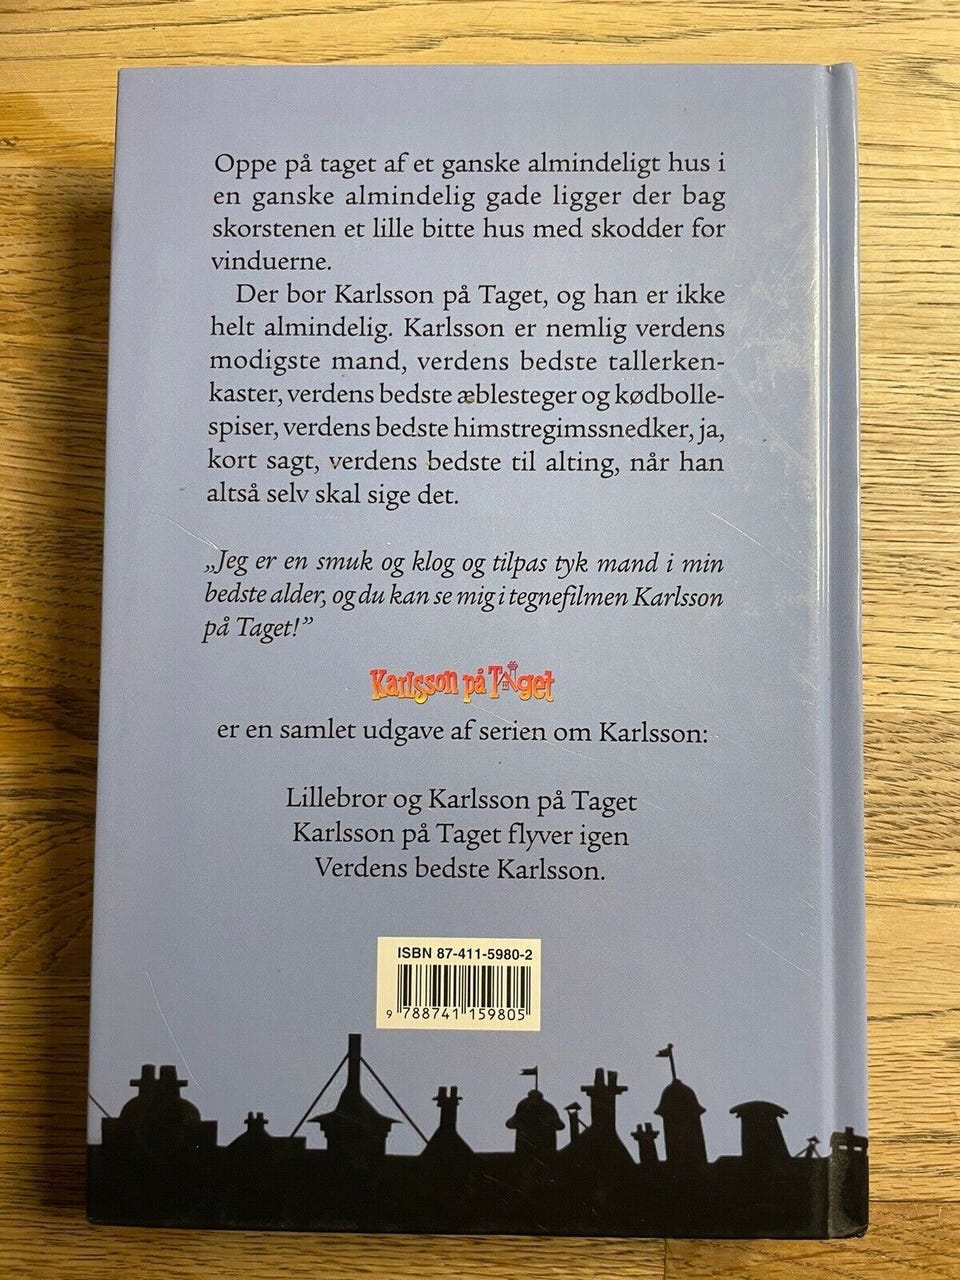 Oppe på taget af et ganske almindeligt hus i
en ganske almindelig gade ligger der bag
skorstenen et lille bitte hus med skodder for
vinduerne.
Der bor Karlsson på Taget, og han er ikke
helt almindelig. Karlsson er nemlig verdens
modigste mand, verdens bedste tallerken-
kaster, verdens bedste æblesteger og kødbolle-
spiser, verdens bedste himstregimssnedker, ja,
kort sagt, verdens bedste til alting, når han
altså selv skal sige det.
„Jeg er en smuk og klog og tilpas tyk mand i min
bedste alder, og du kan se mig i tegnefilmen Karlsson
på Taget!”
Karlsson på Taget
er en samlet udgave af serien om Karlsson:
Lillebror og Karlsson på Taget
Karlsson på Taget flyver igen
Verdens bedste Karlsson.
ISBN 87-411-5980-2
9 788741 159805